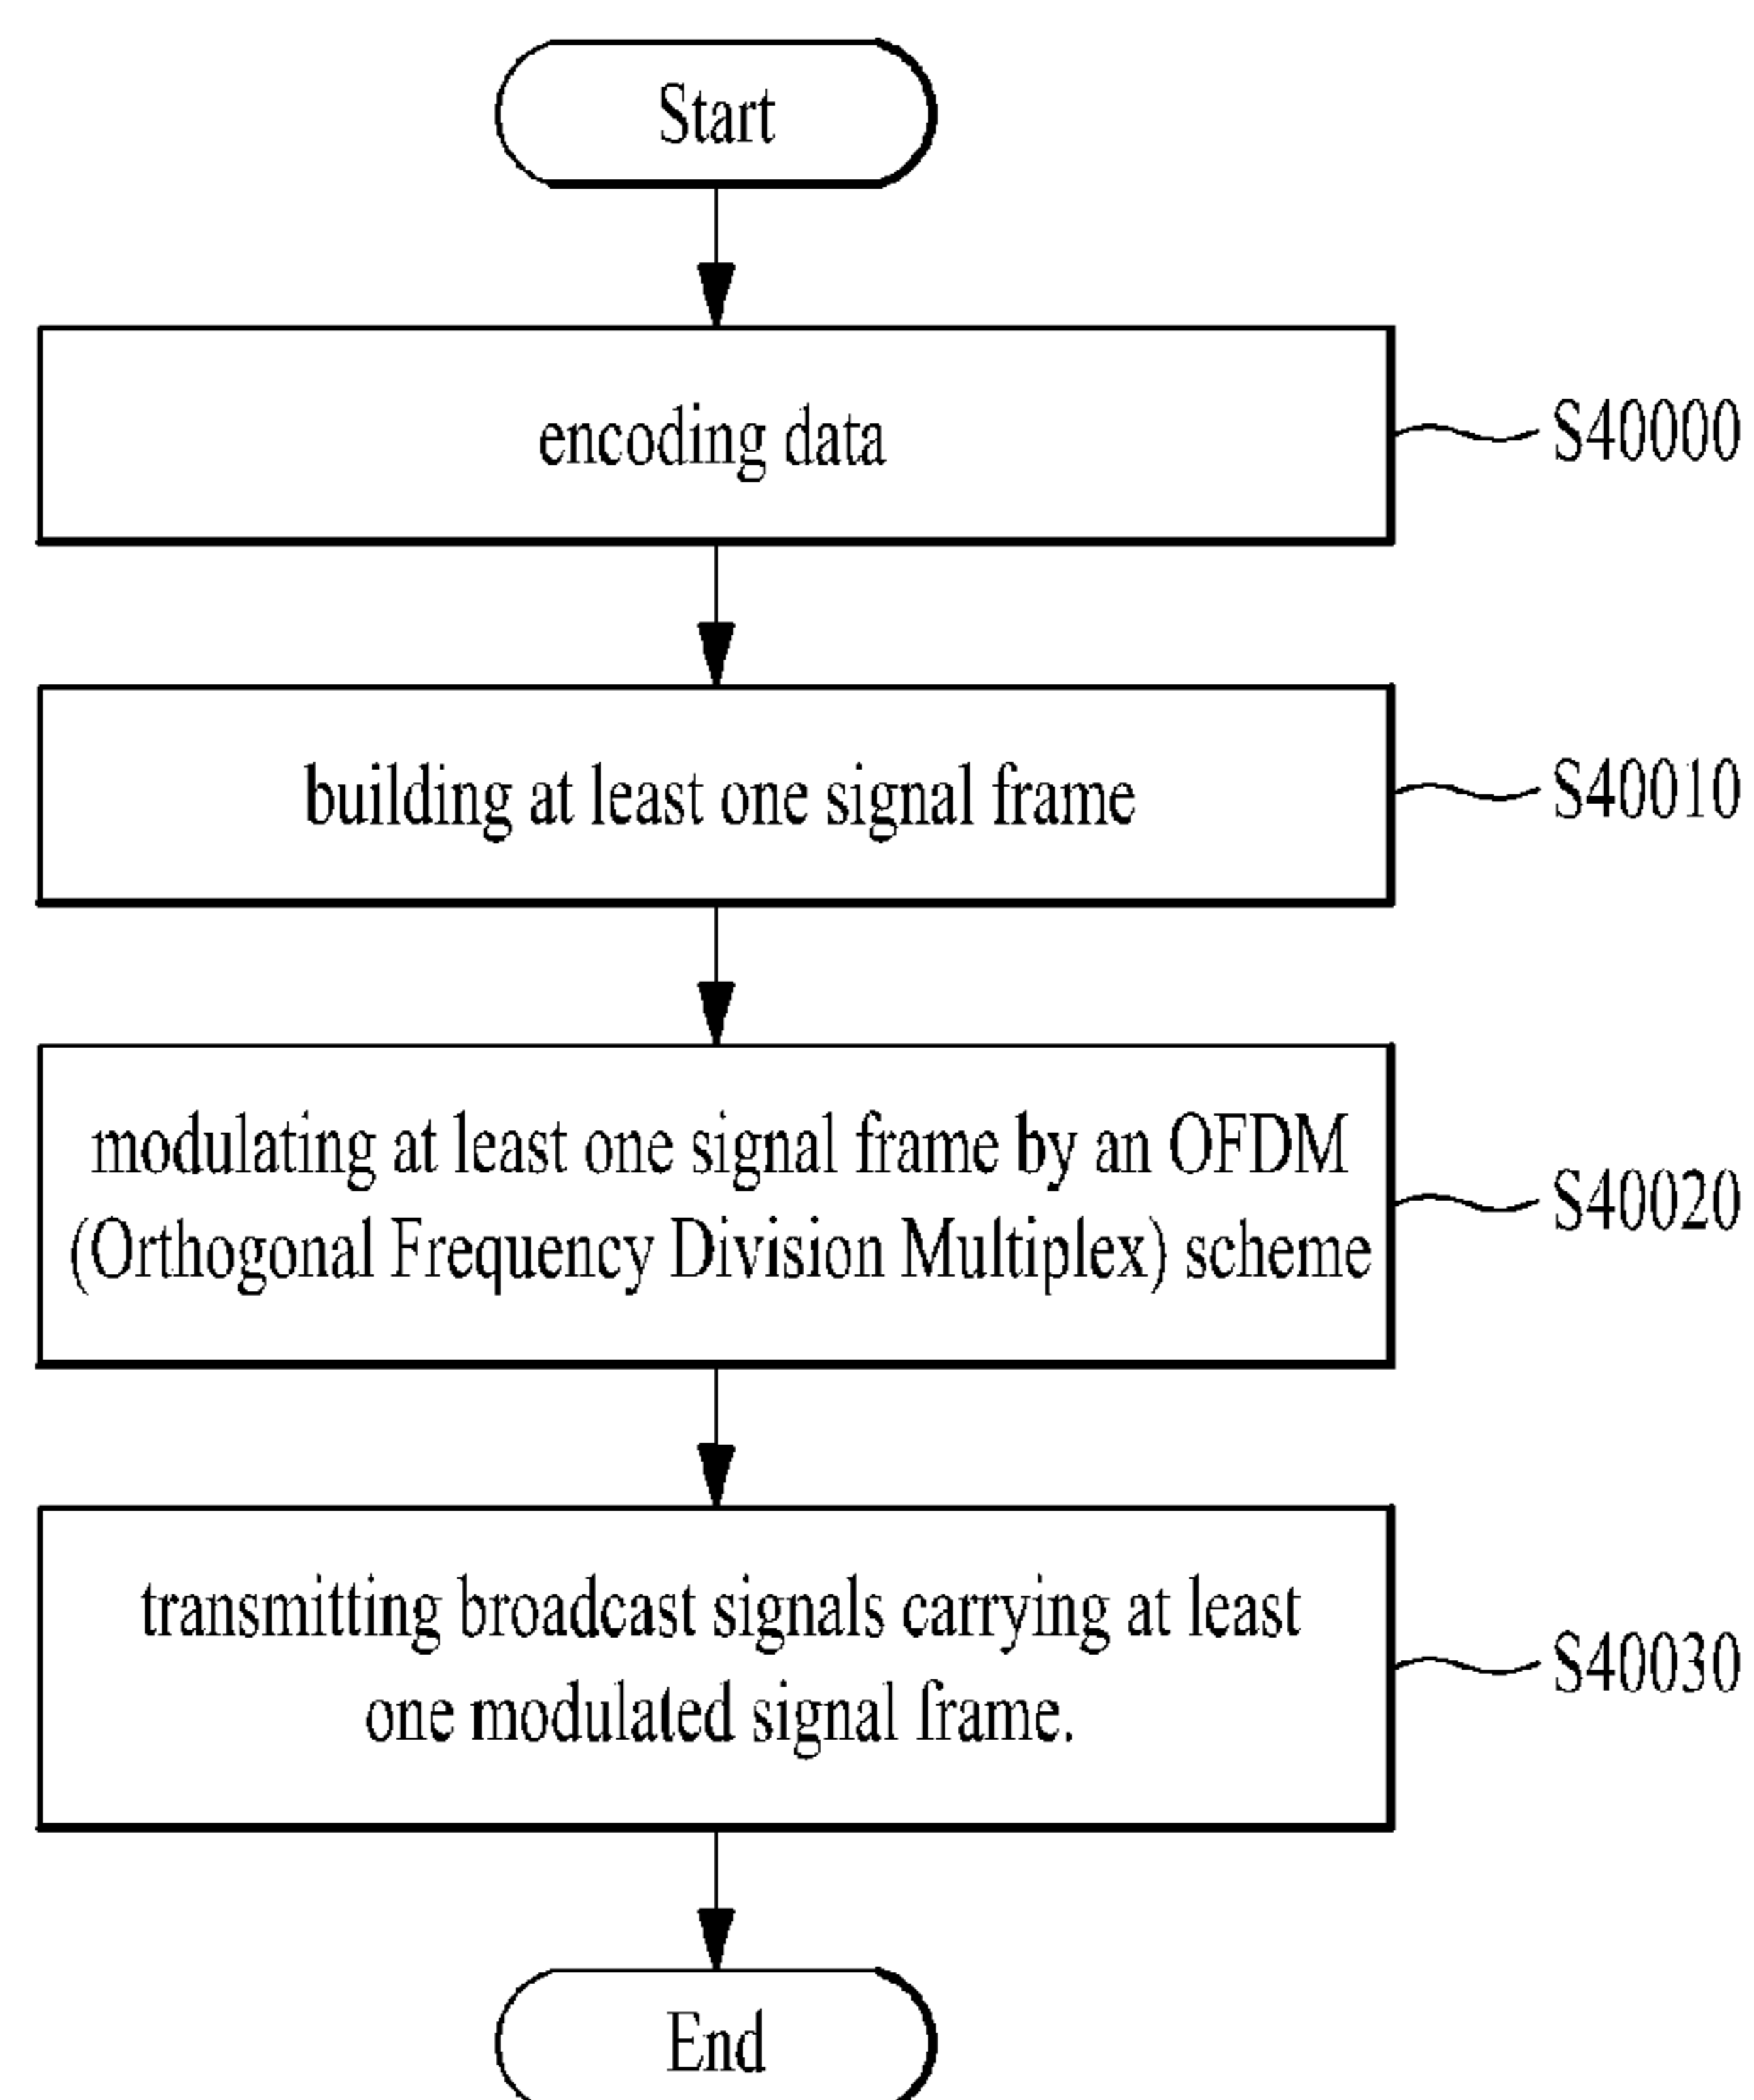 Start
encoding data
S40000
building at least one signal frame
S40010
modulating at least one signal frame by an OFDM
(Orthogonal Frequency Division Multiplex) scheme
S40020
transmitting broadcast signals carrying at least
one modulated signal frame.
S40030
End